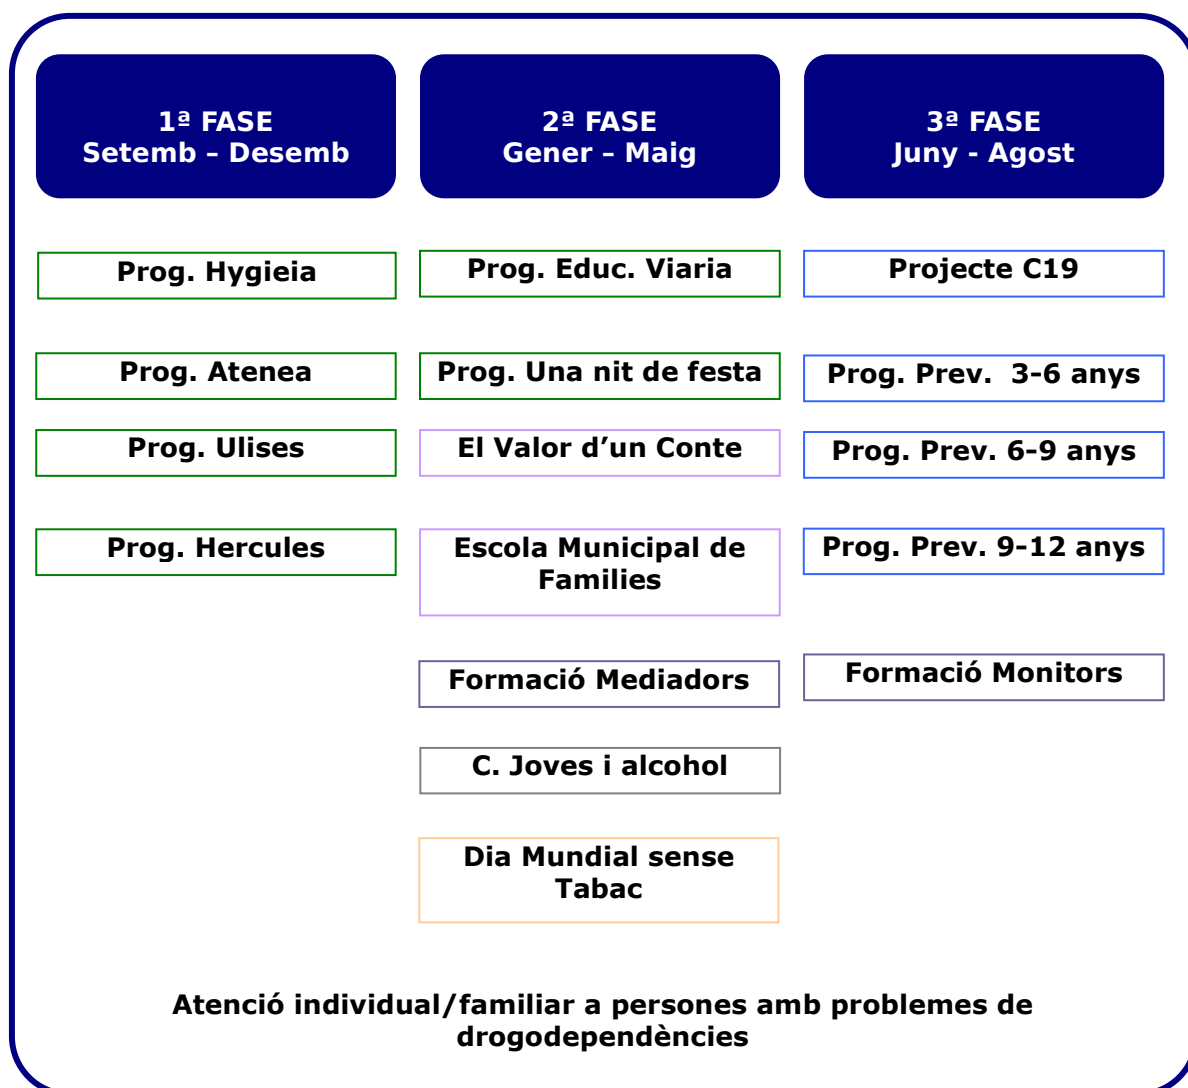 1ª FASE
Setemb – Desemb
2ª FASE
Gener – Maig
3ª FASE
Juny - Agost
Prog. Hygieia
Prog. Atenea
Prog. Ulises
Prog. Hercules
Prog. Educ. Viaria
Prog. Una nit de festa
El Valor d’un Conte
Escola Municipal de
Families
Formació Mediadors
C. Joves i alcohol
Dia Mundial sense
Tabac
Projecte C19
Prog. Prev.  3-6 anys
Prog. Prev. 6-9 anys
Prog. Prev. 9-12 anys
Formació Monitors
Atenció individual/familiar a persones amb problemes de
drogodependències